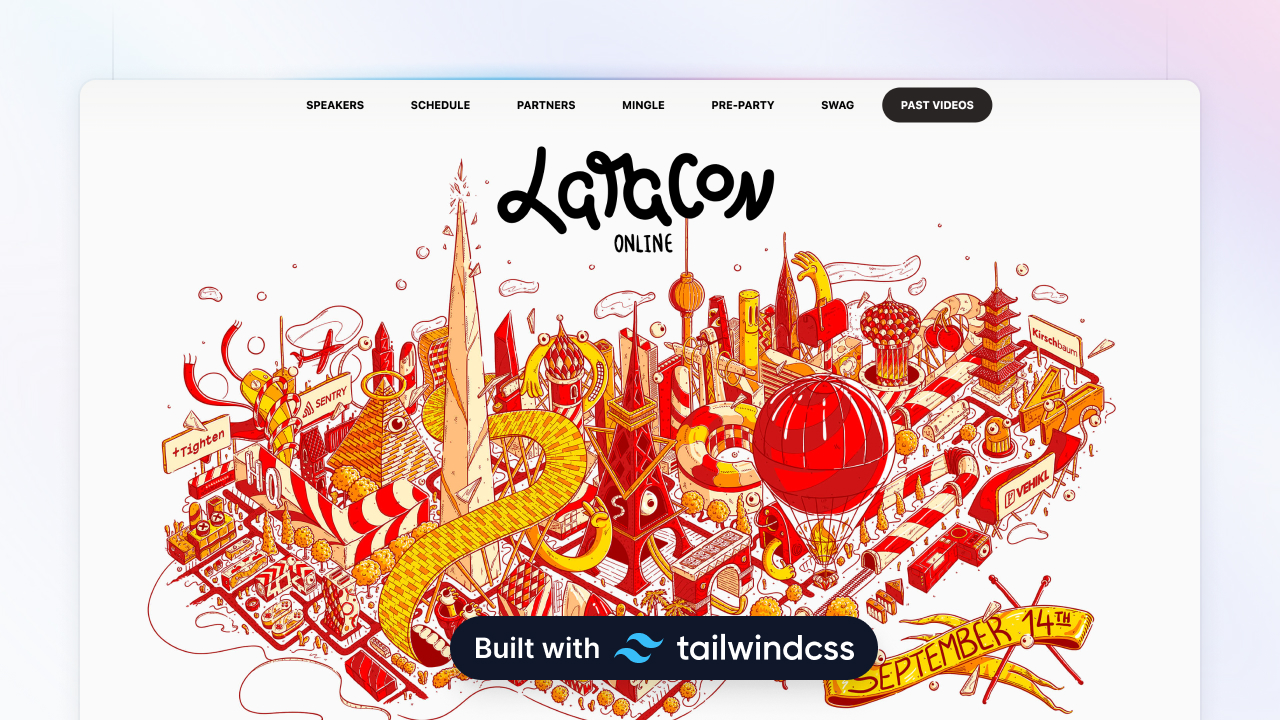 SPEAKERS SCHEDULE PARTNERS MINGLE PRE-PARTY SWAG PAST VIDEOS
LaraCON
ONLINE
Kirschbaum
SENTRY
+Tighten
VEHIKL
SEPTEMBER 14TH
Built with tailwindcss